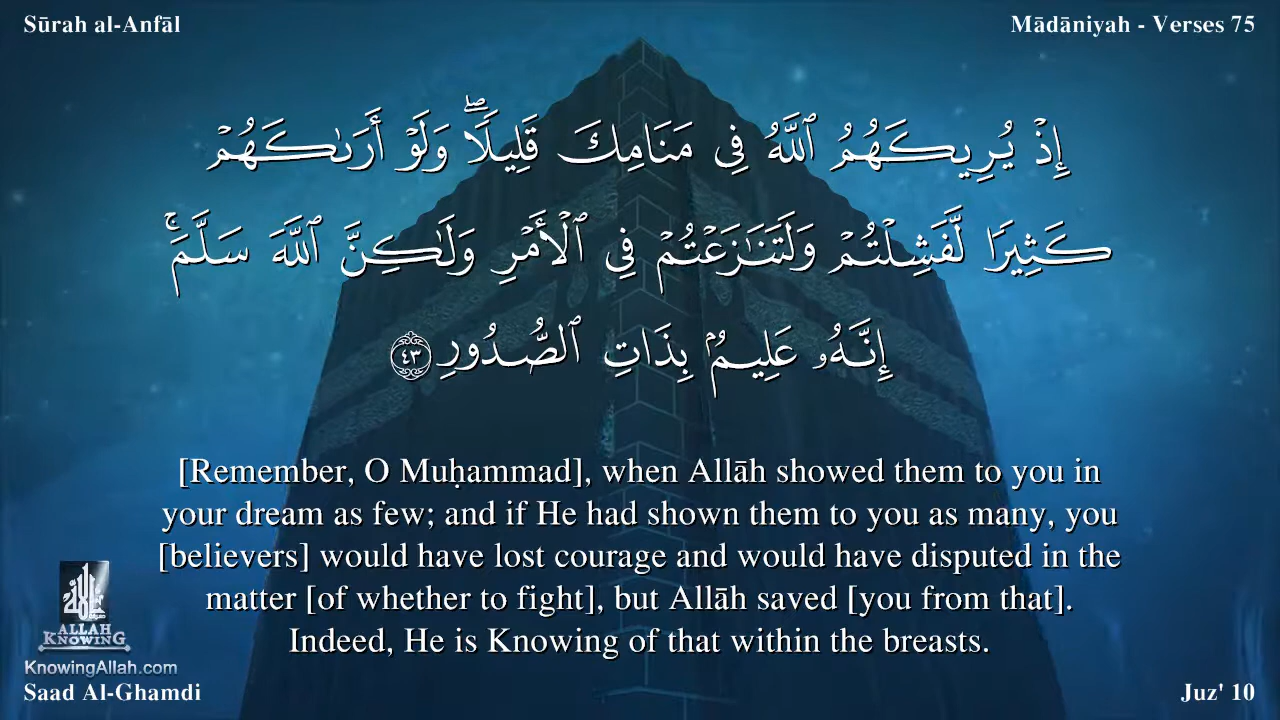 Sūrah al-Anfāl
Mādāniyah - Verses 75
إِذْ يُرِيكَهُمُ ٱللَّهُ فِى مَنَامِكَ قَلِيلًاۖ وَلَوْ أَرَىٰكَهُمْ
كَثِيرًا لَّفَشِلْتُمْ وَلَتَنَـٰزَعْتُمْ فِى ٱلْأَمْرِ وَلَـٰكِنَّ ٱللَّهَ سَلَّمَۚ
إِنَّهُۥ عَلِيمٌۢ بِذَاتِ ٱلصُّدُورِ ٤٣
[Remember, O Muḥammad], when Allāh showed them to you in
your dream as few; and if He had shown them to you as many, you
[believers] would have lost courage and would have disputed in the
matter [of whether to fight], but Allāh saved [you from that].
Indeed, He is Knowing of that within the breasts.
ALLAH
KNOWING
KnowingAllah.com
Saad Al-Ghamdi
Juz' 10